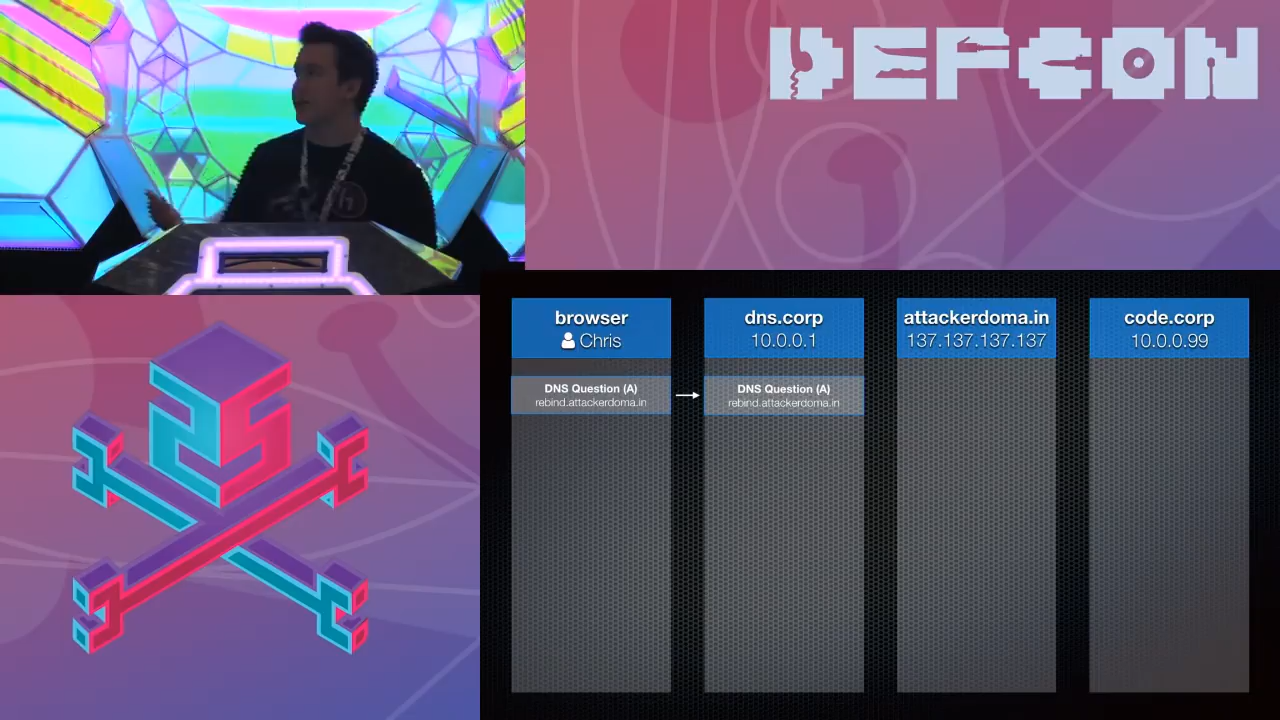 DEFCON
browser
Chris
dns.corp
10.0.0.1
attackerdoma.in
137.137.137.137
code.corp
10.0.0.99
DNS Question (A)
rebind.attackerdoma.in
DNS Question (A)
rebind.attackerdoma.in